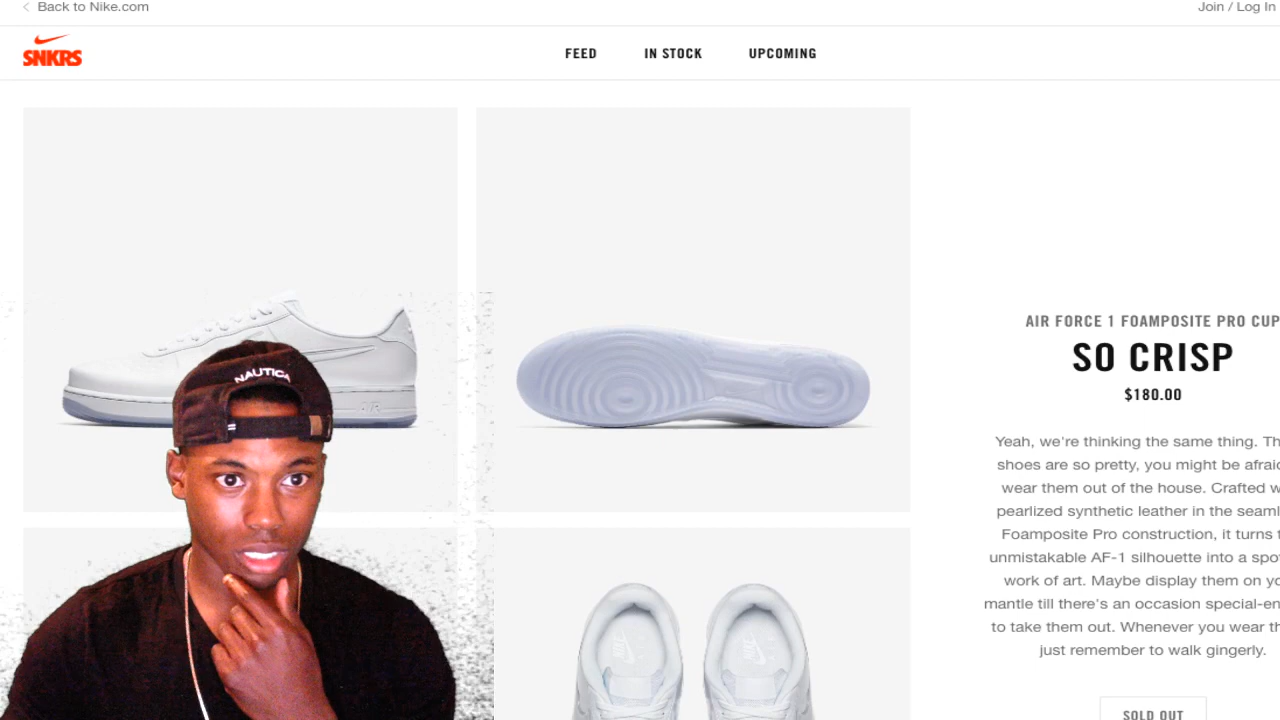 Back to Nike.com
Join / Log In
SNKRS
FEED
IN STOCK
UPCOMING
AIR FORCE 1 FOAMPOSITE PRO CUP
SO CRISP
$180.00
Yeah, we're thinking the same thing. Th
shoes are so pretty, you might be afraid
wear them out of the house. Crafted w
pearlized synthetic leather in the seaml
Foamposite Pro construction, it turns t
unmistakable AF-1 silhouette into a spo
work of art. Maybe display them on yo
mantle till there's an occasion special-en
to take them out. Whenever you wear th
just remember to walk gingerly.
SOLD OUT
NAUTICA